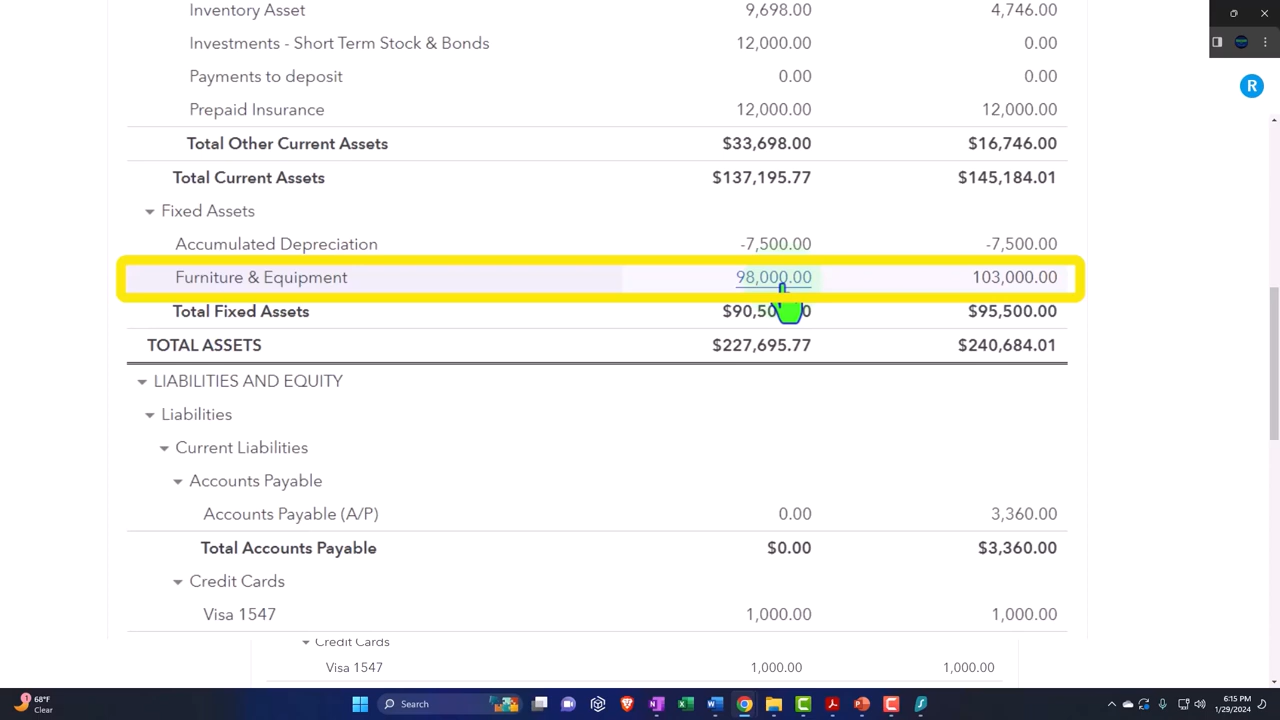 Inventory Asset 9,698.00 4,746.00
Investments - Short Term Stock & Bonds 12,000.00 0.00
Payments to deposit 0.00 0.00
Prepaid Insurance 12,000.00 12,000.00
Total Other Current Assets $33,698.00 $16,746.00
Total Current Assets $137,195.77 $145,184.01
Fixed Assets
Accumulated Depreciation -7,500.00 -7,500.00
Furniture & Equipment 98,000.00 103,000.00
Total Fixed Assets $95,500.00
TOTAL ASSETS $227,695.77 $240,684.01
LIABILITIES AND EQUITY
Liabilities
Current Liabilities
Accounts Payable
Accounts Payable (A/P) 0.00 3,360.00
Total Accounts Payable $0.00 $3,360.00
Credit Cards
Visa 1547 1,000.00 1,000.00
Credit Cards
Visa 1547 1,000.00 1,000.00
R
68°F
Clear
Search
6:15 PM
1/29/2024